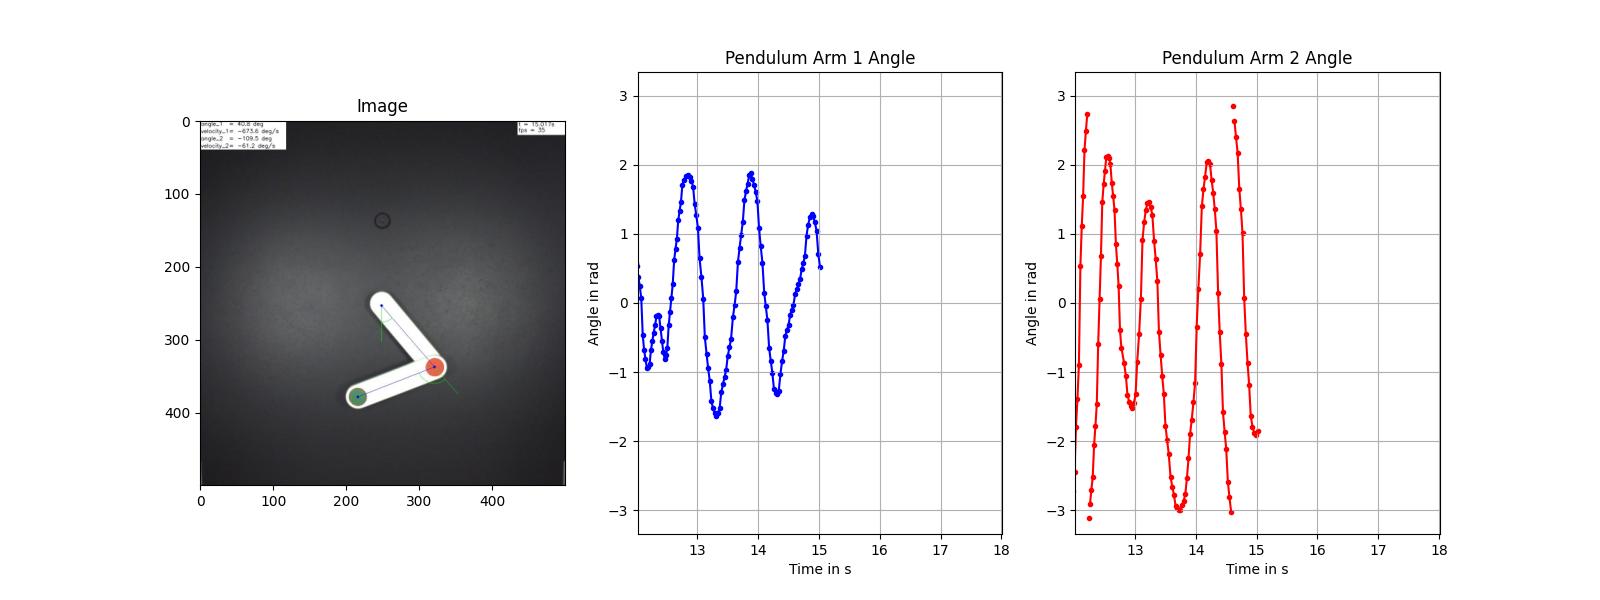 Image
angle_1 = 40.8 deg
velocity_1= -673.6 deg/s
angle_2 = -109.5 deg
velocity_2= -61.2 deg/s
t = 15.017s
fps = 35
0
100
200
300
400
0 100 200 300 400
Pendulum Arm 1 Angle
Angle in rad
3
2
1
0
−1
−2
−3
13 14 15 16 17 18
Time in s
Pendulum Arm 2 Angle
Angle in rad
3
2
1
0
−1
−2
−3
13 14 15 16 17 18
Time in s